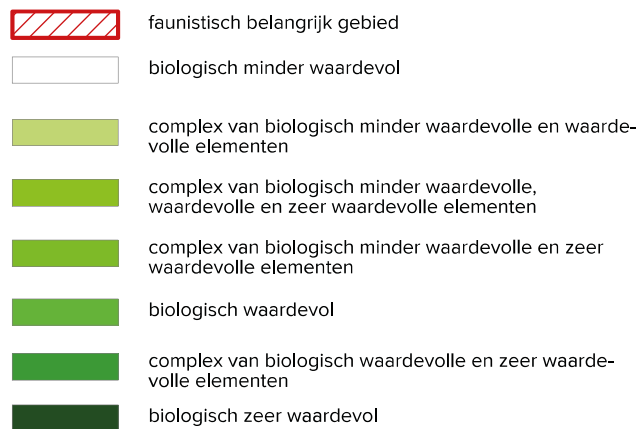 faunistisch belangrijk gebied
biologisch minder waardevol
complex van biologisch minder waardevolle en waarde-
volle elementen
complex van biologisch minder waardevolle,
waardevolle en zeer waardevolle elementen
complex van biologisch minder waardevolle en zeer
waardevolle elementen
biologisch waardevol
complex van biologisch waardevolle en zeer waarde-
volle elementen
biologisch zeer waardevol